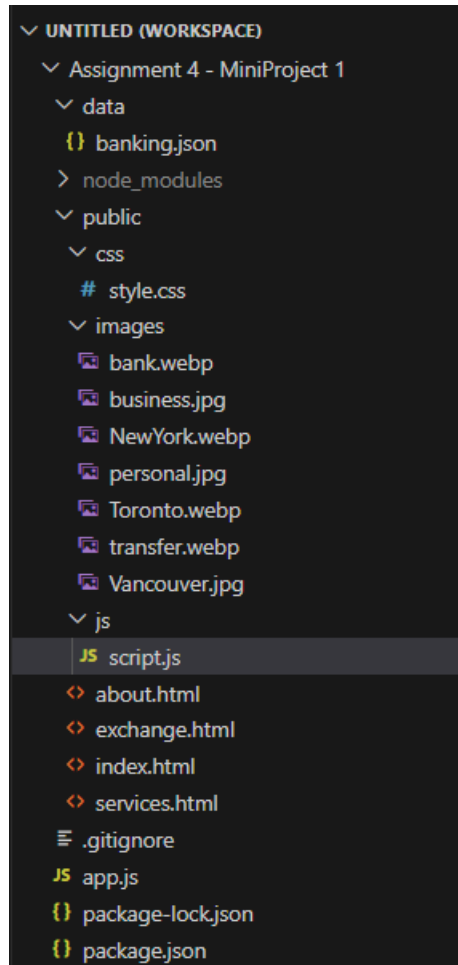 UNTITLED (WORKSPACE)
Assignment 4 - MiniProject 1
data
{} banking.json
node_modules
public
css
# style.css
images
bank.webp
business.jpg
NewYork.webp
personal.jpg
Toronto.webp
transfer.webp
Vancouver.jpg
js
JS script.js
<> about.html
<> exchange.html
<> index.html
<> services.html
.gitignore
JS app.js
{} package-lock.json
{} package.json